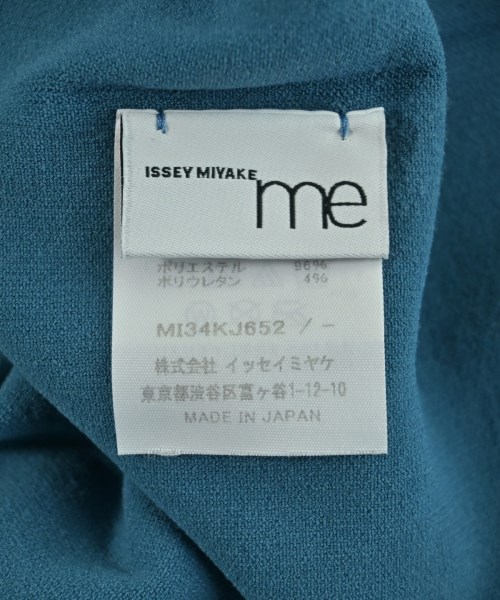 ISSEY MIYAKE
me
ポリエステル 96%
ポリウレタン 4%
MI34KJ652 / -
株式会社 イッセイミヤケ
東京都渋谷区富ヶ谷1-12-10
MADE IN JAPAN